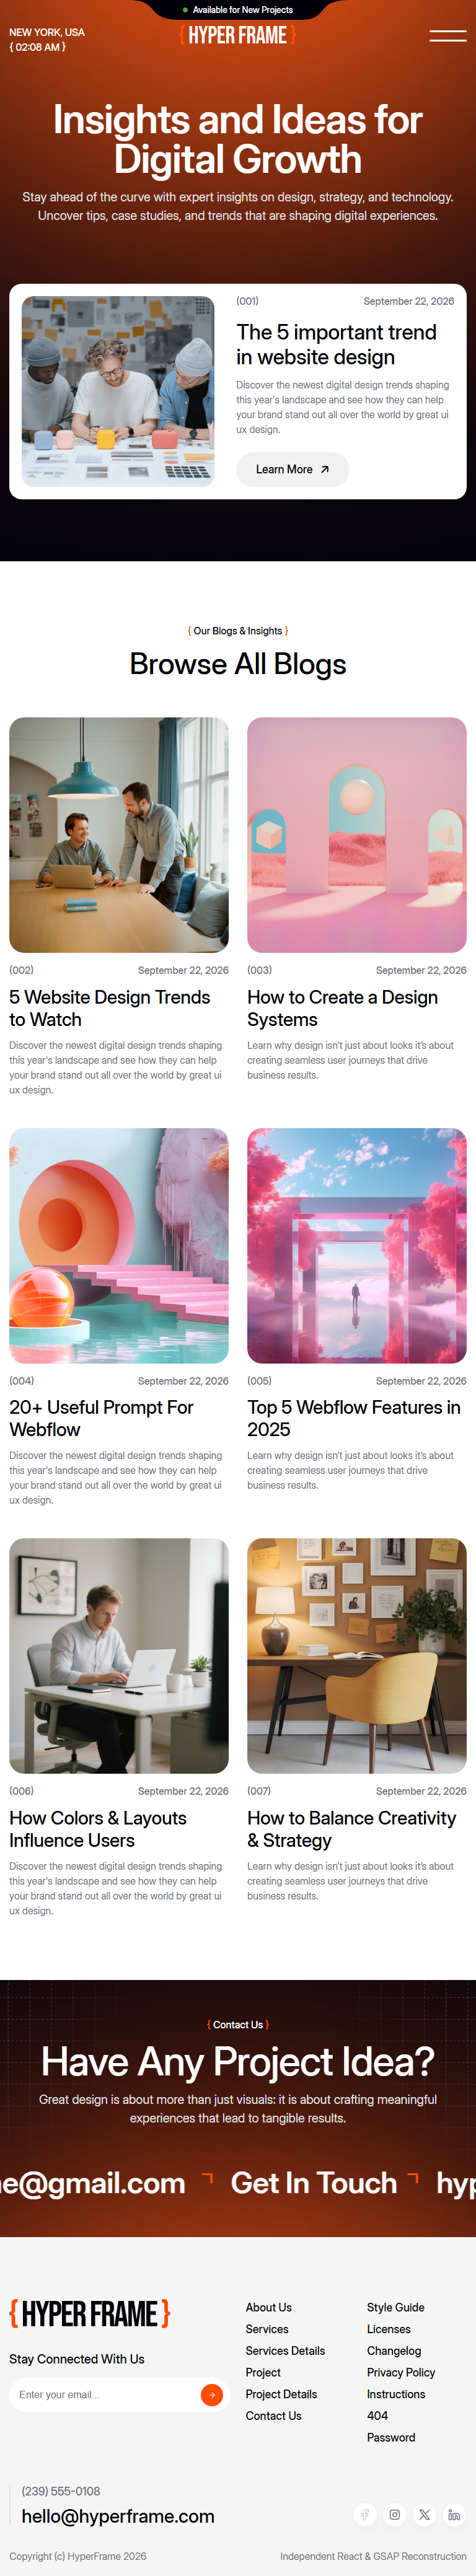 Available for New Projects
NEW YORK, USA
{ 02:08 AM }
{ HYPER FRAME }
Insights and Ideas for
Digital Growth
Stay ahead of the curve with expert insights on design, strategy, and technology.
Uncover tips, case studies, and trends that are shaping digital experiences.
(001)
September 22, 2026
The 5 important trend
in website design
Discover the newest digital design trends shaping
this year's landscape and see how they can help
your brand stand out all over the world by great ui
ux design.
Learn More
{ Our Blogs & Insights }
Browse All Blogs
(002)
September 22, 2026
5 Website Design Trends
to Watch
Discover the newest digital design trends shaping
this year's landscape and see how they can help
your brand stand out all over the world by great ui
ux design.
(003)
September 22, 2026
How to Create a Design
Systems
Learn why design isn't just about looks it's about
creating seamless user journeys that drive
business results.
(004)
September 22, 2026
20+ Useful Prompt For
Webflow
Discover the newest digital design trends shaping
this year's landscape and see how they can help
your brand stand out all over the world by great ui
ux design.
(005)
September 22, 2026
Top 5 Webflow Features in
2025
Learn why design isn't just about looks it's about
creating seamless user journeys that drive
business results.
(006)
September 22, 2026
How Colors & Layouts
Influence Users
Discover the newest digital design trends shaping
this year's landscape and see how they can help
your brand stand out all over the world by great ui
ux design.
(007)
September 22, 2026
How to Balance Creativity
& Strategy
Learn why design isn't just about looks it's about
creating seamless user journeys that drive
business results.
{ Contact Us }
Have Any Project Idea?
Great design is about more than just visuals: it is about crafting meaningful
experiences that lead to tangible results.
e@gmail.com Get In Touch hyp
{ HYPER FRAME }
Stay Connected With Us
Enter your email...
About Us
Services
Services Details
Project
Project Details
Contact Us
Style Guide
Licenses
Changelog
Privacy Policy
Instructions
404
Password
(239) 555-0108
hello@hyperframe.com
Copyright (c) HyperFrame 2026
Independent React & GSAP Reconstruction